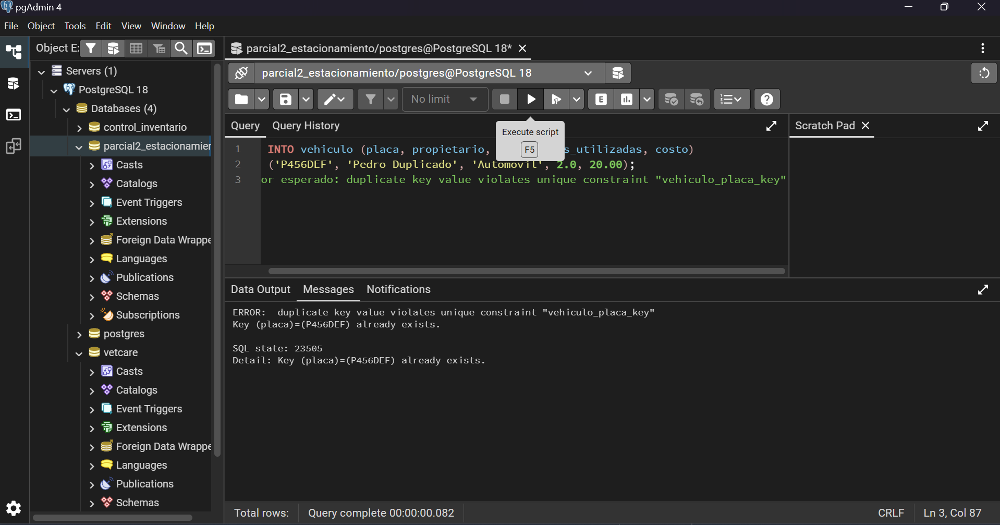 pgAdmin 4
File Object Tools Edit View Window Help
Object Ex
parcial2_estacionamiento/postgres@PostgreSQL 18*
Servers (1)
PostgreSQL 18
Databases (4)
control_inventario
parcial2_estacionamier
Casts
Catalogs
Event Triggers
Extensions
Foreign Data Wrappe
Languages
Publications
Schemas
Subscriptions
postgres
vetcare
Casts
Catalogs
Event Triggers
Extensions
Foreign Data Wrappe
Languages
Publications
Schemas
parcial2_estacionamiento/postgres@PostgreSQL 18
No limit
E
Query Query History
Execute script
F5
Scratch Pad
1 INTO vehiculo (placa, propietario, s_utilizadas, costo)
2 ('P456DEF', 'Pedro Duplicado', 'Automovil', 2.0, 20.00);
3 or esperado: duplicate key value violates unique constraint "vehiculo_placa_key"
Data Output Messages Notifications
ERROR: duplicate key value violates unique constraint "vehiculo_placa_key"
Key (placa)=(P456DEF) already exists.
SQL state: 23505
Detail: Key (placa)=(P456DEF) already exists.
Total rows: Query complete 00:00:00.082 CRLF Ln 3, Col 87